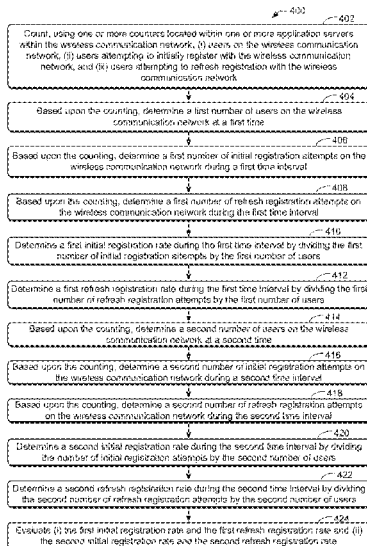 400
402
Count, using one or more counters located within one or more application servers
within the wireless communication network, (i) users on the wireless communication
network, (ii) users attempting to initially register with the wireless communication
network, and (iii) users attempting to refresh registration with the wireless
communication network
404
Based upon the counting, determine a first number of users on the wireless
communication network at a first time
406
Based upon the counting, determine a first number of initial registration attempts on the
wireless communication network during a first time interval
408
Based upon the counting, determine a first number of refresh registration attempts on
the wireless communication network during the first time interval
410
Determine a first initial registration rate during the first time interval by dividing the first
number of initial registration attempts by the first number of users
412
Determine a first refresh registration rate during the first time interval by dividing the first
number of refresh registration attempts by the first number of users
414
Based upon the counting, determine a second number of users on the wireless
communication network at a second time
416
Based upon the counting, determine a second number of initial registration attempts
on the wireless communication network during a second time interval
418
Based upon the counting, determine a second number of refresh registration attempts
on the wireless communication network during the second time interval
420
Determine a second initial registration rate during the second time interval by dividing
the number of initial registration attempts by the second number of users
422
Determine a second refresh registration rate during the second time interval by dividing
the second number of refresh registration attempts by the second number of users
424
Evaluate (i) the first initial registration rate and the first refresh registration rate and (ii)
the second initial registration rate and the second refresh registration rate